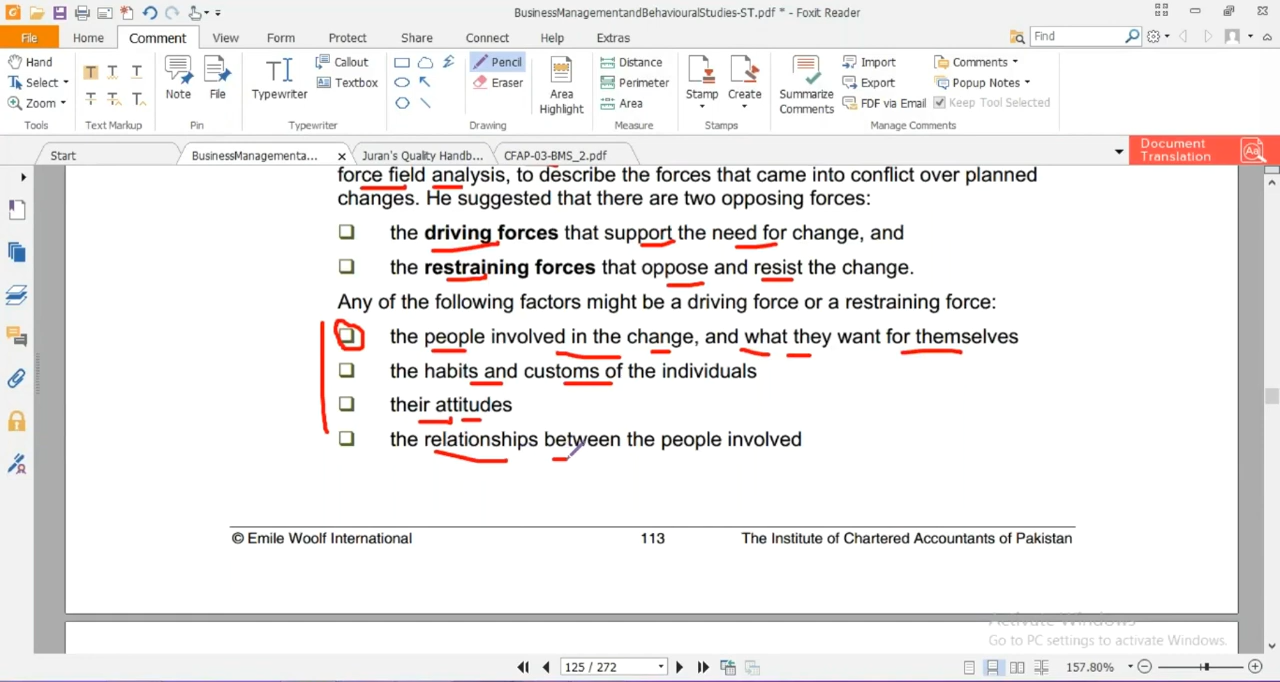 BusinessManagementandBehaviouralStudies-ST.pdf * - Foxit Reader
File Home Comment View Form Protect Share Connect Help Extras Find
Hand T T T Note File Typewriter Callout Pencil Area Highlight Distance Stamp Create Summarize Comments Import Comments
Select Textbox Eraser Perimeter Export Popup Notes
Zoom Area FDF via Email Keep Tool Selected
Tools Text Markup Pin Typewriter Drawing Measure Stamps Manage Comments
Start BusinessManagementa... x Juran's Quality Handb... CFAP-03-BMS_2.pdf Document Translation
force field analysis, to describe the forces that came into conflict over planned
changes. He suggested that there are two opposing forces:
❑ the driving forces that support the need for change, and
❑ the restraining forces that oppose and resist the change.
Any of the following factors might be a driving force or a restraining force:
❑ the people involved in the change, and what they want for themselves
❑ the habits and customs of the individuals
❑ their attitudes
❑ the relationships between the people involved
© Emile Woolf International 113 The Institute of Chartered Accountants of Pakistan
Activate Windows
Go to PC settings to activate Windows.
125 / 272 157.80%